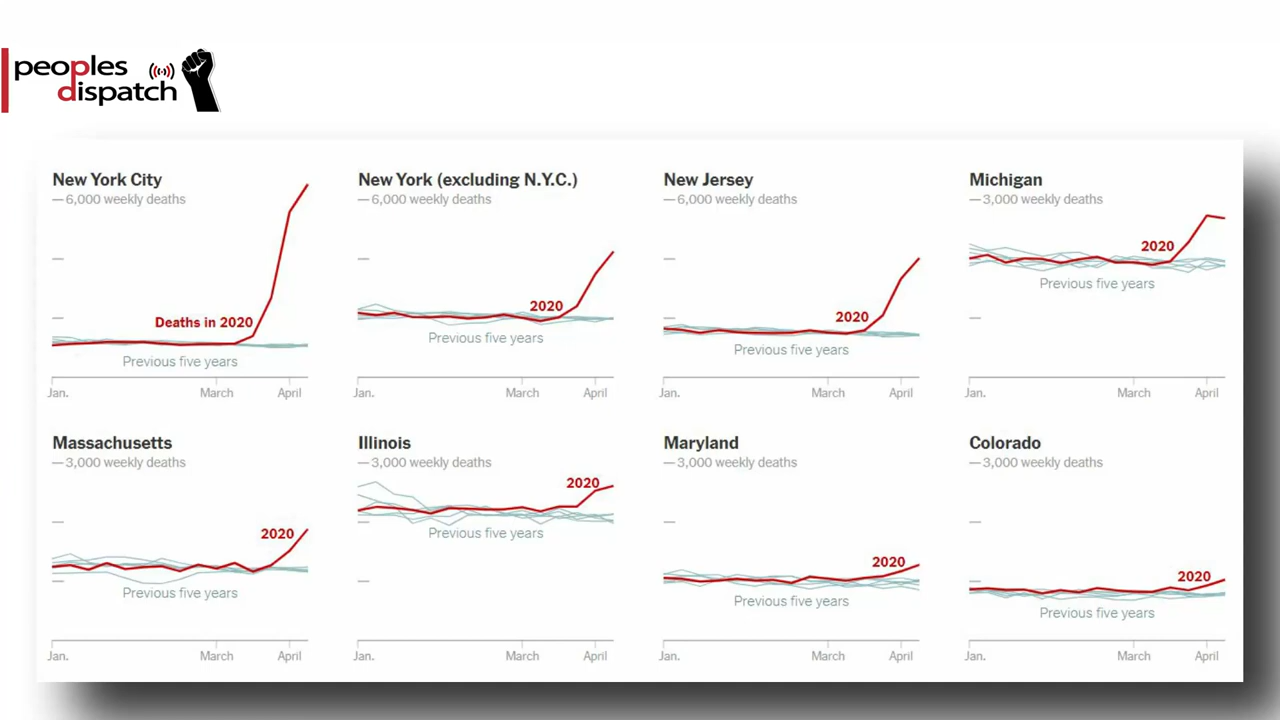 peoples
dispatch
New York City
6,000 weekly deaths
Deaths in 2020
Previous five years
Jan. March April
New York (excluding N.Y.C.)
6,000 weekly deaths
2020
Previous five years
Jan. March April
New Jersey
6,000 weekly deaths
2020
Previous five years
Jan. March April
Michigan
3,000 weekly deaths
2020
Previous five years
Jan. March April
Massachusetts
3,000 weekly deaths
2020
Previous five years
Jan. March April
Illinois
3,000 weekly deaths
2020
Previous five years
Jan. March April
Maryland
3,000 weekly deaths
2020
Previous five years
Jan. March April
Colorado
3,000 weekly deaths
2020
Previous five years
Jan. March April